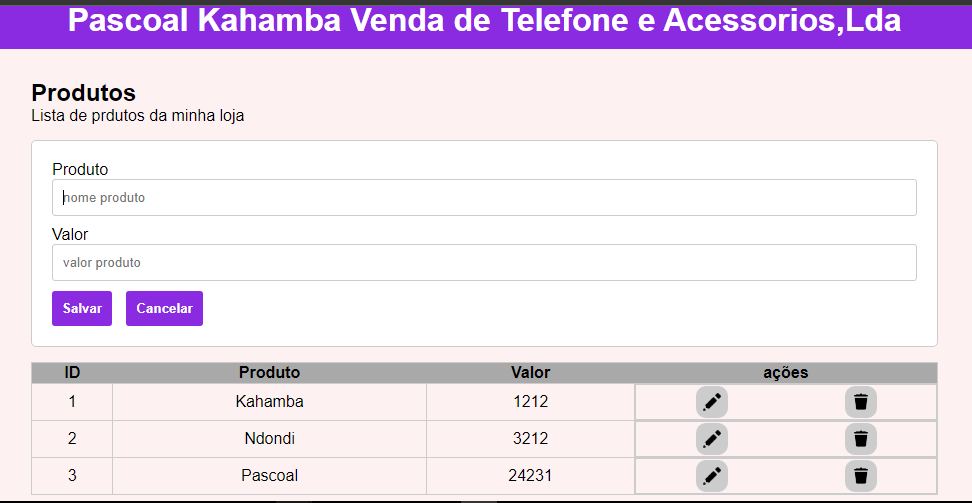 Pascoal Kahamba Venda de Telefone e Acessorios,Lda
Produtos
Lista de prdutos da minha loja
Produto
nome produto
Valor
valor produto
Salvar Cancelar
ID Produto Valor ações
1 Kahamba 1212
2 Ndondi 3212
3 Pascoal 24231